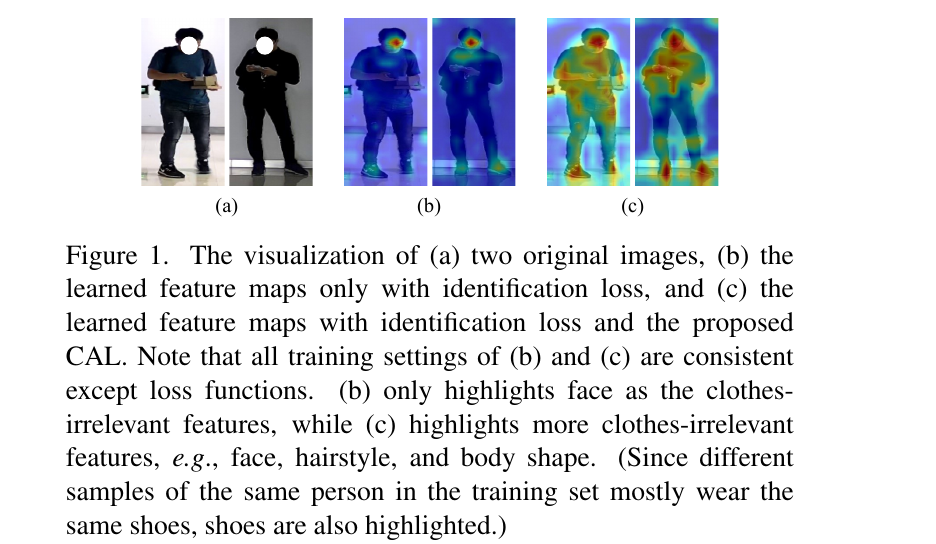 (a) (b) (c)
Figure 1. The visualization of (a) two original images, (b) the
learned feature maps only with identification loss, and (c) the
learned feature maps with identification loss and the proposed
CAL. Note that all training settings of (b) and (c) are consistent
except loss functions. (b) only highlights face as the clothes-
irrelevant features, while (c) highlights more clothes-irrelevant
features, e.g., face, hairstyle, and body shape. (Since different
samples of the same person in the training set mostly wear the
same shoes, shoes are also highlighted.)